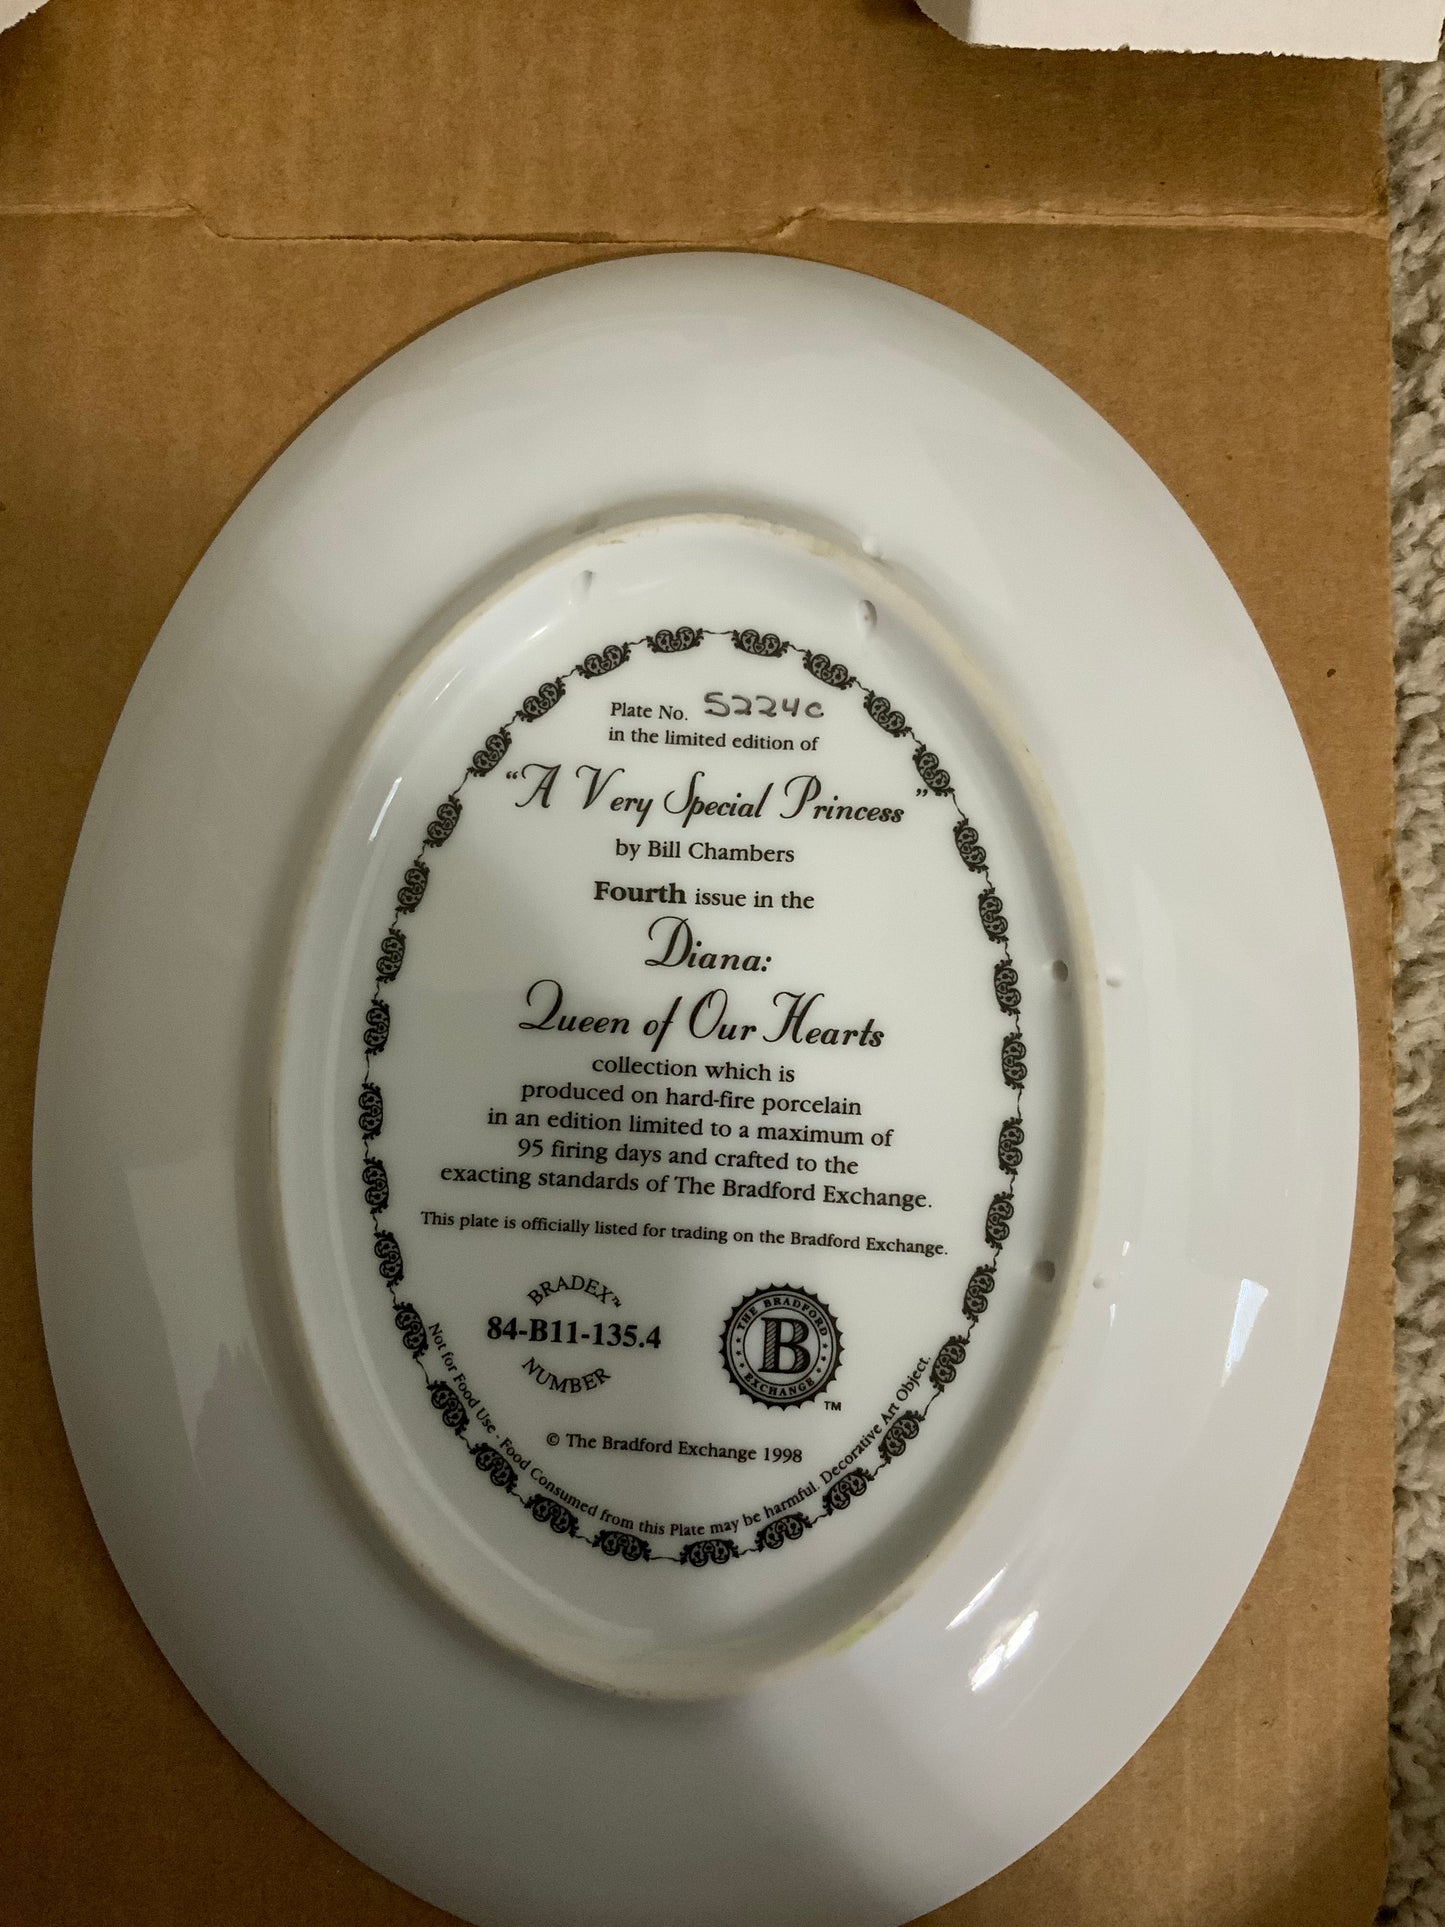 Plate No. 5224C
in the limited edition of
“A Very Special Princess”
by Bill Chambers
Fourth issue in the
Diana:
Queen of Our Hearts
collection which is
produced on hard-fire porcelain
in an edition limited to a maximum of
95 firing days and crafted to the
exacting standards of The Bradford Exchange.
This plate is officially listed for trading on the Bradford Exchange.
BRADEX™
84-B11-135.4
NUMBER
THE BRADFORD
B
EXCHANGE
TM
© The Bradford Exchange 1998
Not for Food Use - Food Consumed from this Plate may be harmful. Decorative Art Object.